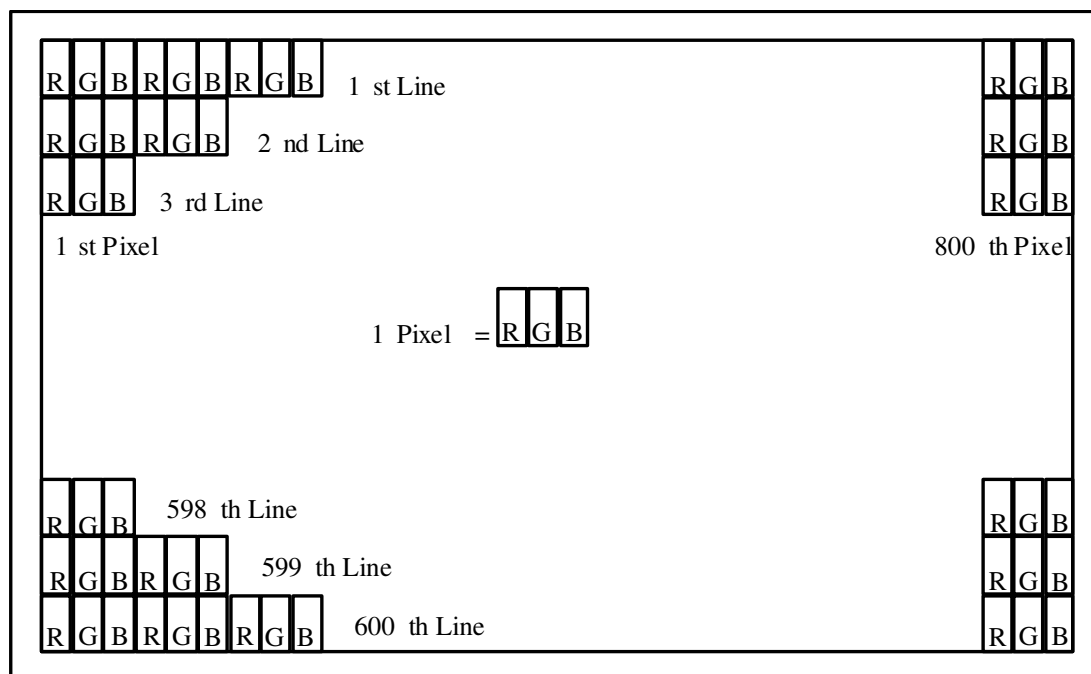 R G B R G B R G B 1 st Line R G B
R G B R G B 2 nd Line R G B
R G B 3 rd Line R G B
1 st Pixel 800 th Pixel
1 Pixel = R G B
R G B 598 th Line R G B
R G B R G B 599 th Line R G B
R G B R G B R G B 600 th Line R G B